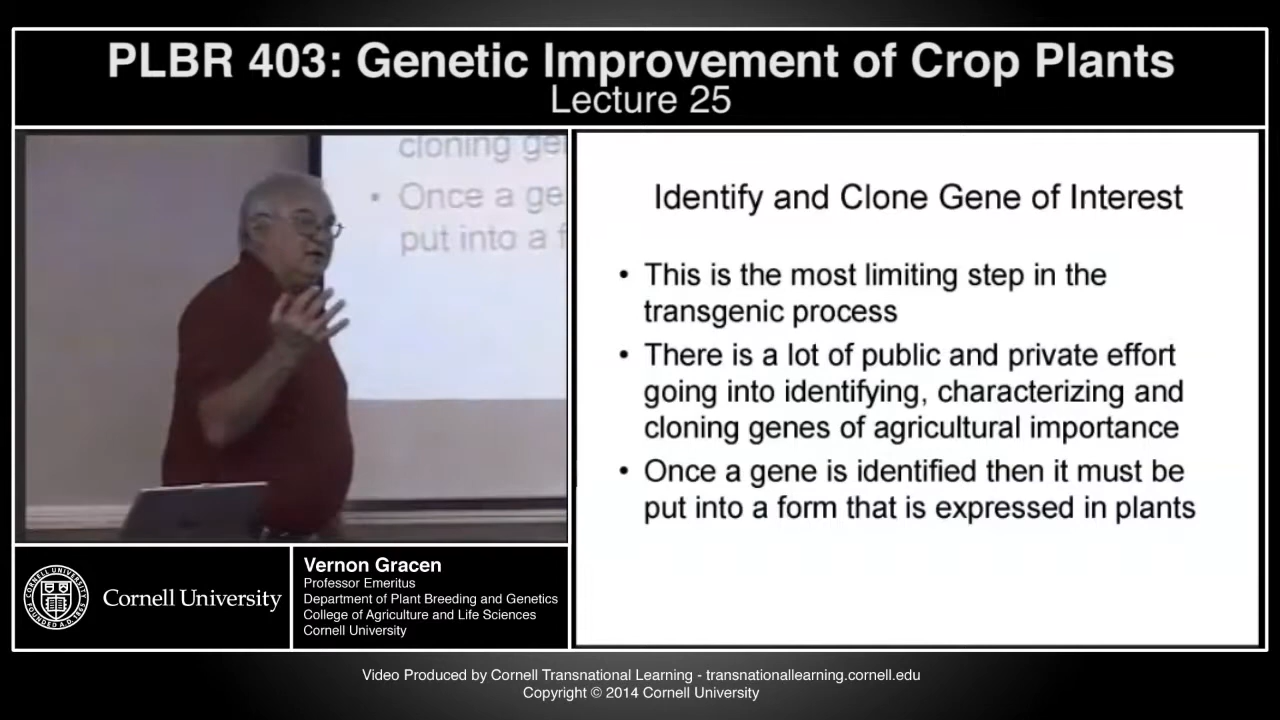 PLBR 403: Genetic Improvement of Crop Plants
Lecture 25
cloning ge
• Once a ge
put into a f
Identify and Clone Gene of Interest
• This is the most limiting step in the
transgenic process
• There is a lot of public and private effort
going into identifying, characterizing and
cloning genes of agricultural importance
• Once a gene is identified then it must be
put into a form that is expressed in plants
Cornell University
Vernon Gracen
Professor Emeritus
Department of Plant Breeding and Genetics
College of Agriculture and Life Sciences
Cornell University
Video Produced by Cornell Transnational Learning - transnationallearning.cornell.edu
Copyright © 2014 Cornell University